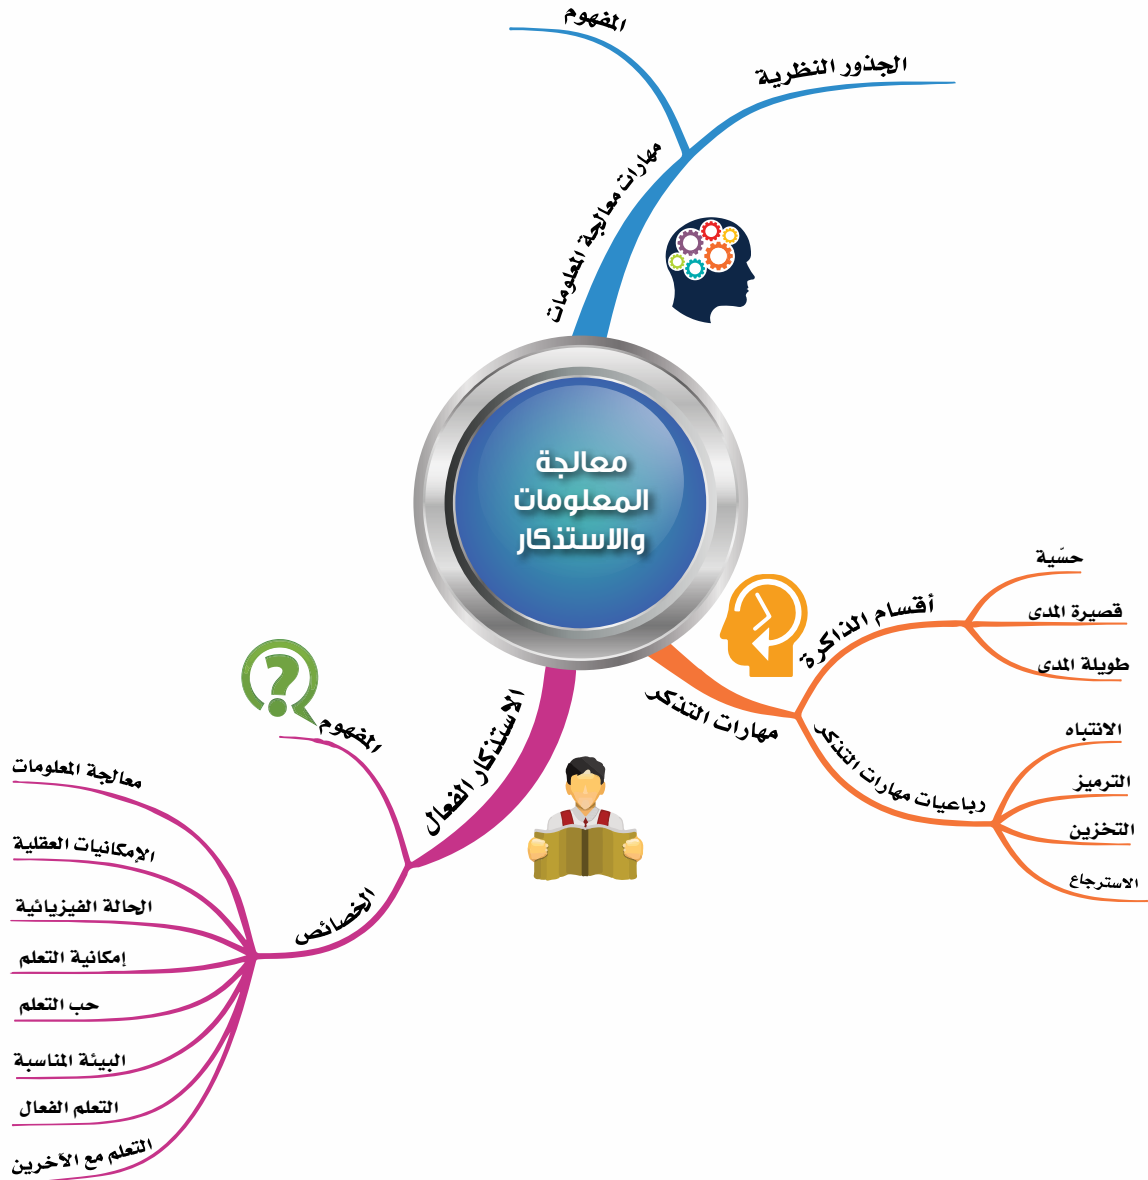 معالجة
المعلومات
والاستذكار
مهارات معالجة المعلومات
المفهوم
الجذور النظرية
مهارات التذكر
أقسام الذاكرة
حسّية
قصيرة المدى
طويلة المدى
رباعيات مهارات التذكر
الانتباه
الترميز
التخزين
الاسترجاع
الاستذكار الفعال
المفهوم
الخصائص
معالجة المعلومات
الإمكانيات العقلية
الحالة الفيزيائية
إمكانية التعلم
حب التعلم
البيئة المناسبة
التعلم الفعال
التعلم مع الآخرين